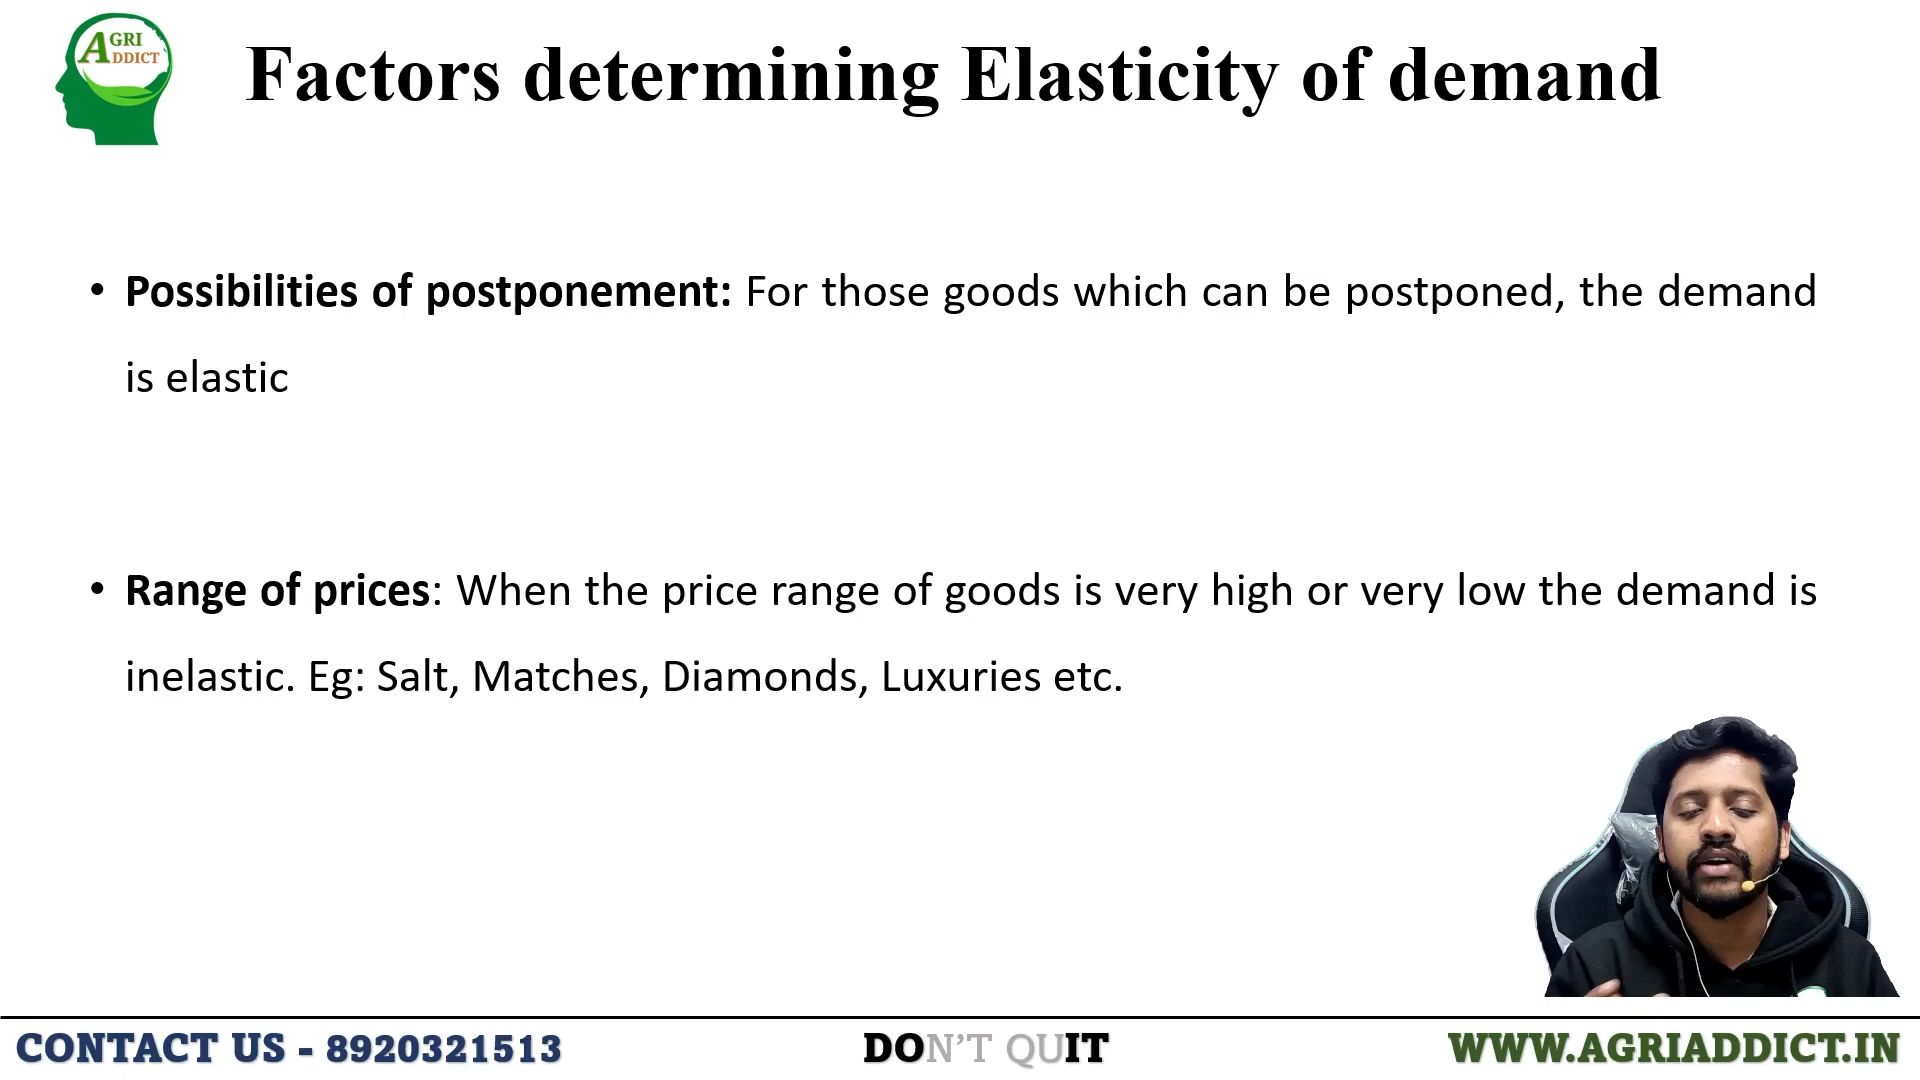 AGRI
ADDICT
Factors determining Elasticity of demand
• Possibilities of postponement: For those goods which can be postponed, the demand
is elastic
• Range of prices: When the price range of goods is very high or very low the demand is
inelastic. Eg: Salt, Matches, Diamonds, Luxuries etc.
CONTACT US - 8920321513
DON'T QUIT
WWW.AGRIADDICT.IN